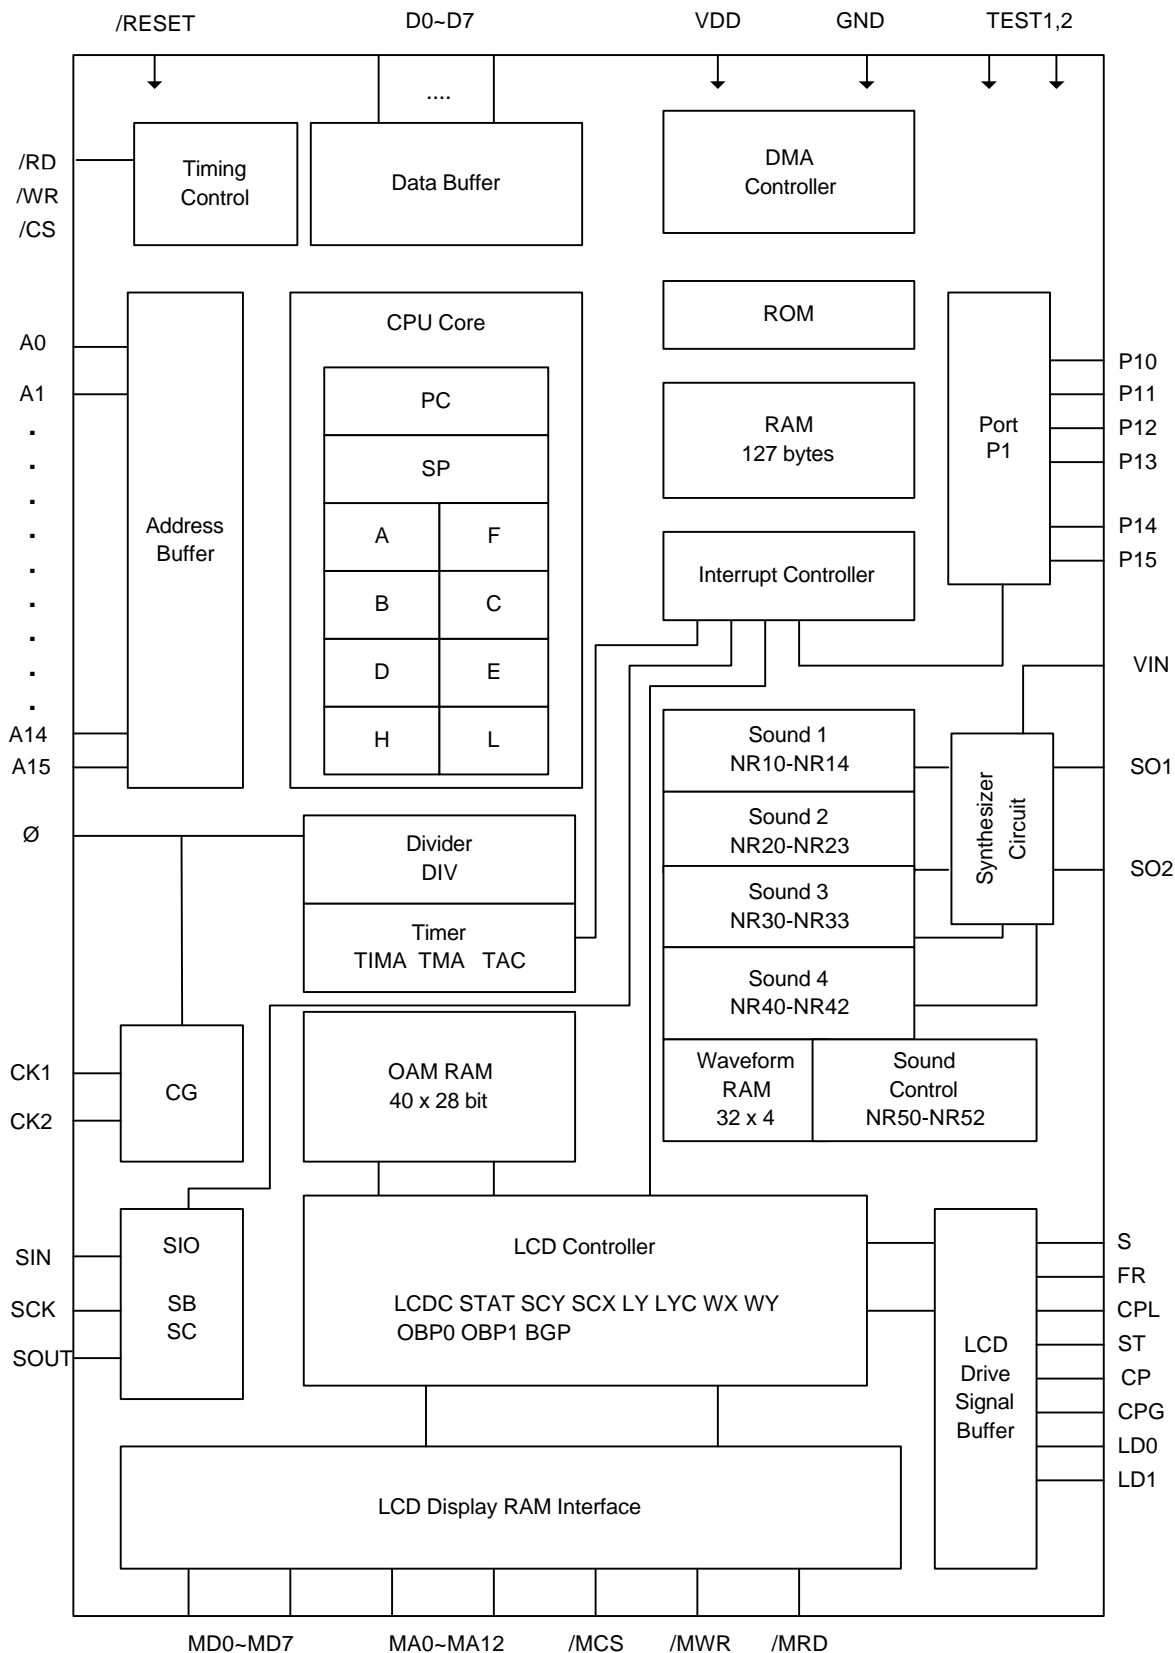 /RESET
D0~D7
VDD
GND
TEST1,2
....
/RD
/WR
/CS
Timing
Control
Data Buffer
DMA
Controller
A0
A1
.
.
.
.
.
.
.
.
.
A14
A15
Address
Buffer
CPU Core
PC
SP
A
F
B
C
D
E
H
L
ROM
RAM
127 bytes
Interrupt Controller
Port
P1
P10
P11
P12
P13
P14
P15
VIN
SO1
SO2
Sound 1
NR10-NR14
Sound 2
NR20-NR23
Sound 3
NR30-NR33
Sound 4
NR40-NR42
Synthesizer
Circuit
Waveform
RAM
32 x 4
Sound
Control
NR50-NR52
Ø
Divider
DIV
Timer
TIMA TMA TAC
CK1
CK2
CG
OAM RAM
40 x 28 bit
SIN
SCK
SOUT
SIO
SB
SC
LCD Controller
LCDC STAT SCY SCX LY LYC WX WY
OBP0 OBP1 BGP
LCD
Drive
Signal
Buffer
S
FR
CPL
ST
CP
CPG
LD0
LD1
LCD Display RAM Interface
MD0~MD7
MA0~MA12
/MCS
/MWR
/MRD